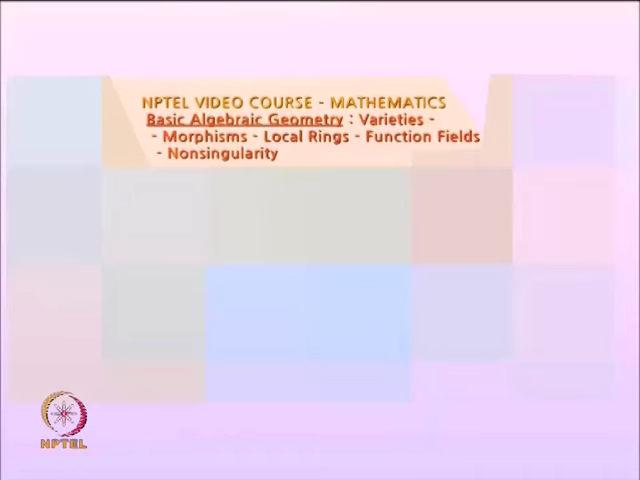 NPTEL VIDEO COURSE - MATHEMATICS
Basic Algebraic Geometry : Varieties -
- Morphisms - Local Rings - Function Fields
- Nonsingularity
NPTEL